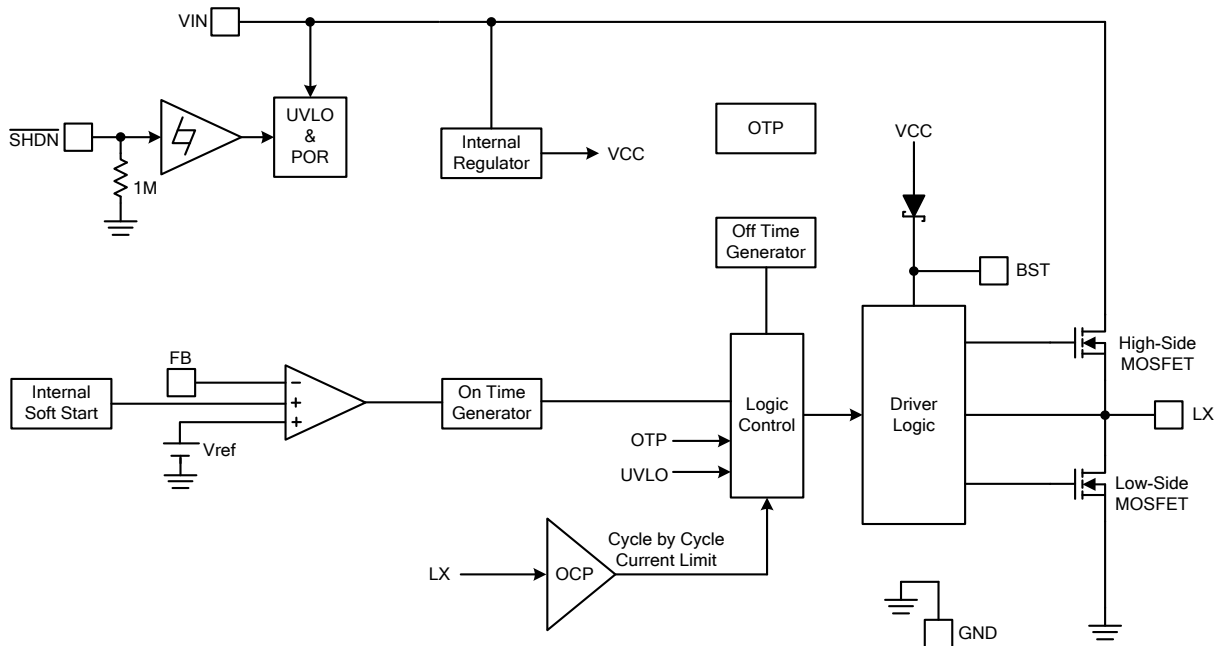 VIN
SHDN
1M
UVLO
&
POR
Internal
Regulator
VCC
OTP
VCC
Off Time
Generator
BST
High-Side
MOSFET
FB
−
+
+
Internal
Soft Start
Vref
On Time
Generator
Logic
Control
OTP
UVLO
Driver
Logic
LX
Low-Side
MOSFET
Cycle by Cycle
Current Limit
LX
OCP
GND